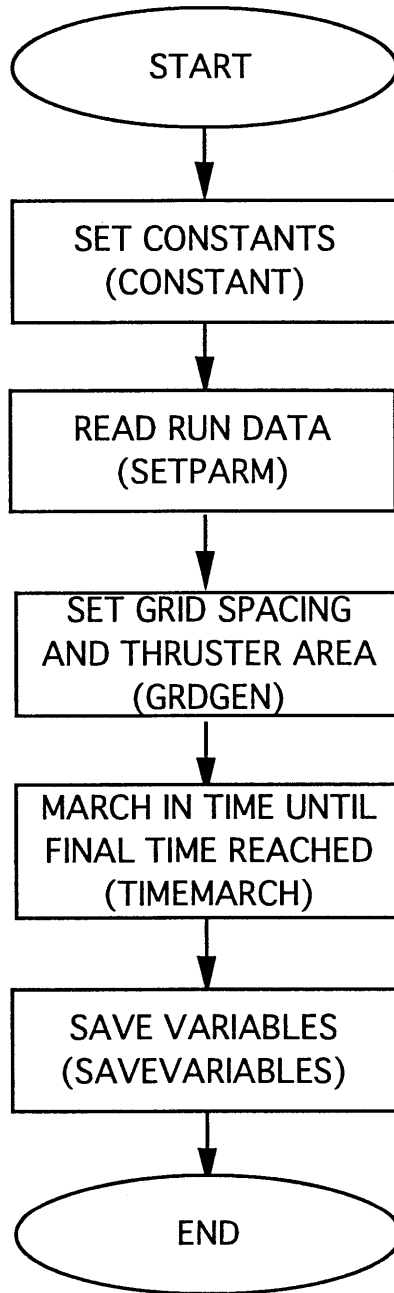 START
SET CONSTANTS
(CONSTANT)
READ RUN DATA
(SETPARM)
SET GRID SPACING
AND THRUSTER AREA
(GRDGEN)
MARCH IN TIME UNTIL
FINAL TIME REACHED
(TIMEMARCH)
SAVE VARIABLES
(SAVEVARIABLES)
END